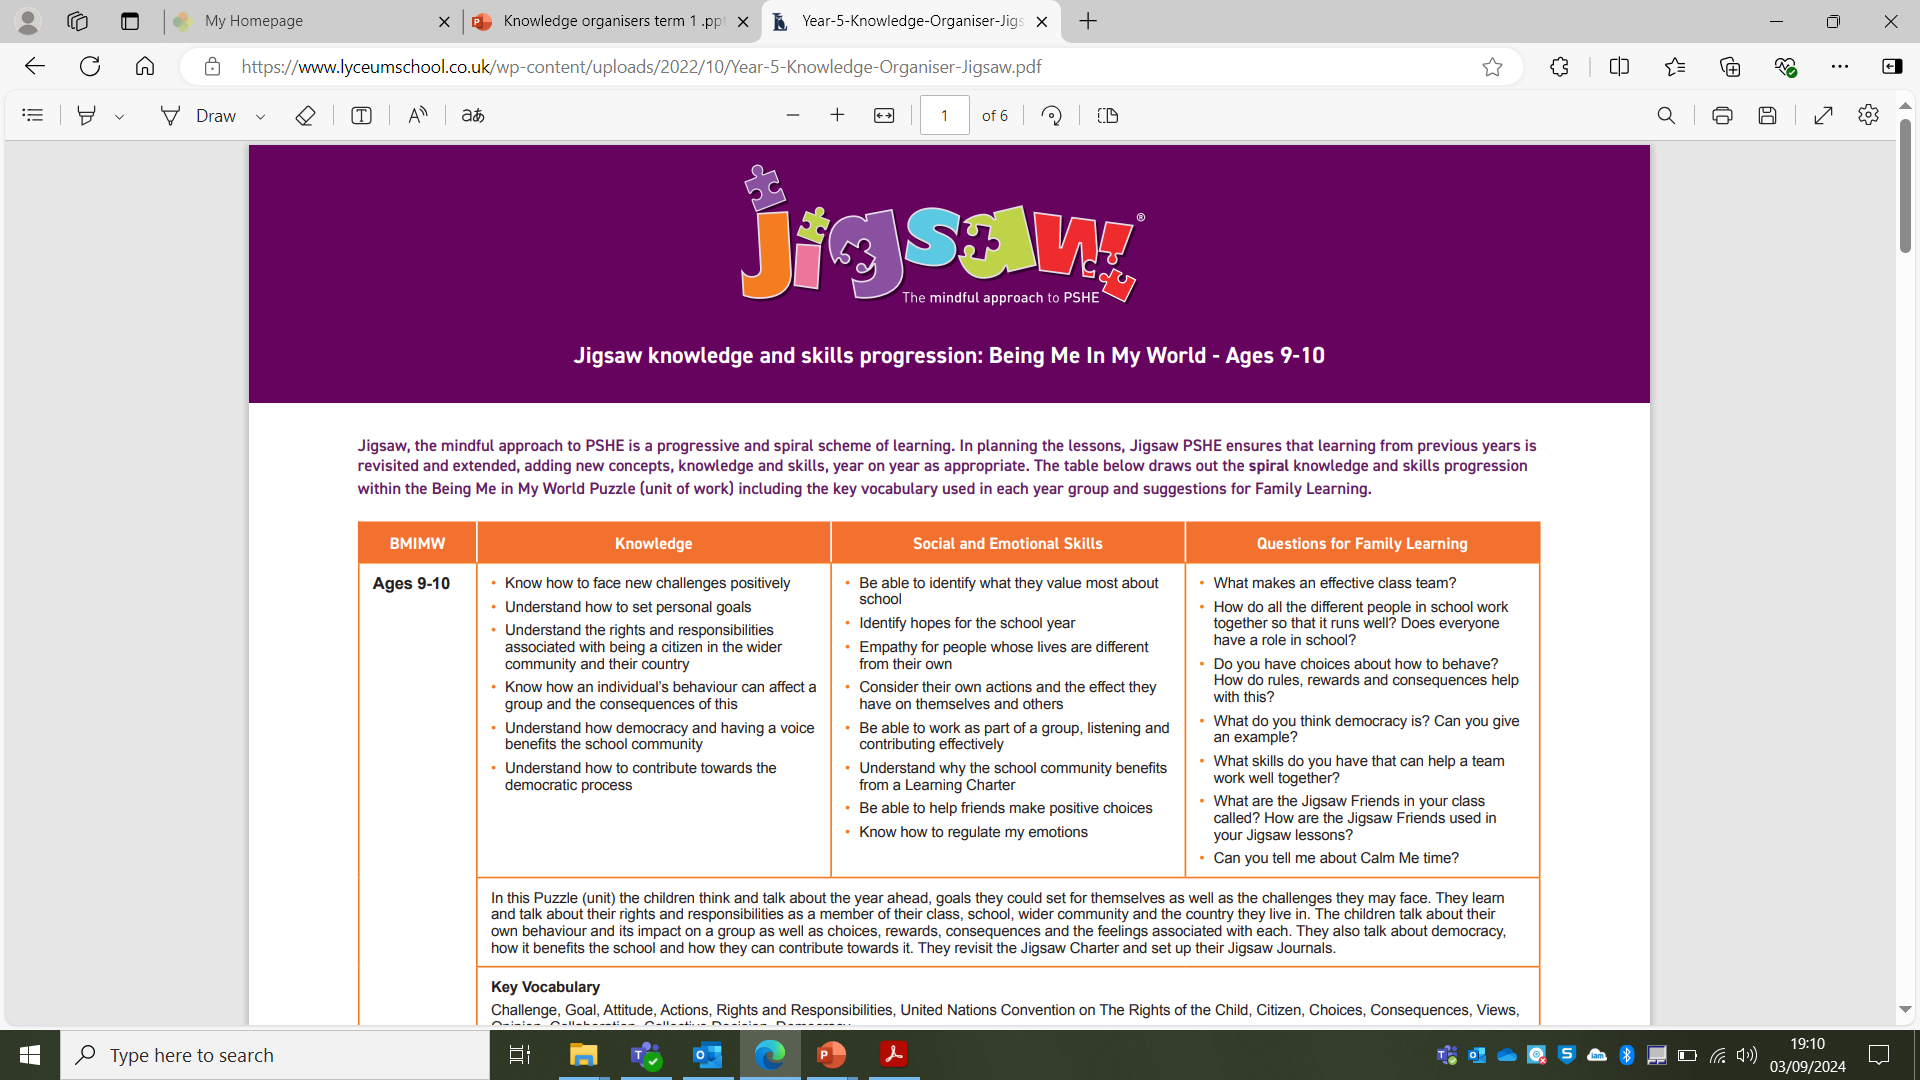 My Homepage
Knowledge organisers term 1 .ppt
Year-5-Knowledge-Organiser-Jigs
https://www.lyceumschool.co.uk/wp-content/uploads/2022/10/Year-5-Knowledge-Organiser-Jigsaw.pdf
Draw
1 of 6
jigsaw!®
The mindful approach to PSHE
Jigsaw knowledge and skills progression: Being Me In My World - Ages 9-10
Jigsaw, the mindful approach to PSHE is a progressive and spiral scheme of learning. In planning the lessons, Jigsaw PSHE ensures that learning from previous years is
revisited and extended, adding new concepts, knowledge and skills, year on year as appropriate. The table below draws out the spiral knowledge and skills progression
within the Being Me in My World Puzzle (unit of work) including the key vocabulary used in each year group and suggestions for Family Learning.
BMIMW
Ages 9-10
Knowledge
• Know how to face new challenges positively
• Understand how to set personal goals
• Understand the rights and responsibilities
associated with being a citizen in the wider
community and their country
• Know how an individual's behaviour can affect a
group and the consequences of this
• Understand how democracy and having a voice
benefits the school community
• Understand how to contribute towards the
democratic process
Social and Emotional Skills
• Be able to identify what they value most about
school
• Identify hopes for the school year
• Empathy for people whose lives are different
from their own
• Consider their own actions and the effect they
have on themselves and others
• Be able to work as part of a group, listening and
contributing effectively
• Understand why the school community benefits
from a Learning Charter
• Be able to help friends make positive choices
• Know how to regulate my emotions
Questions for Family Learning
• What makes an effective class team?
• How do all the different people in school work
together so that it runs well? Does everyone
have a role in school?
• Do you have choices about how to behave?
How do rules, rewards and consequences help
with this?
• What do you think democracy is? Can you give
an example?
• What skills do you have that can help a team
work well together?
• What are the Jigsaw Friends in your class
called? How are the Jigsaw Friends used in
your Jigsaw lessons?
• Can you tell me about Calm Me time?
In this Puzzle (unit) the children think and talk about the year ahead, goals they could set for themselves as well as the challenges they may face. They learn
and talk about their rights and responsibilities as a member of their class, school, wider community and the country they live in. The children talk about their
own behaviour and its impact on a group as well as choices, rewards, consequences and the feelings associated with each. They also talk about democracy,
how it benefits the school and how they can contribute towards it. They revisit the Jigsaw Charter and set up their Jigsaw Journals.
Key Vocabulary
Challenge, Goal, Attitude, Actions, Rights and Responsibilities, United Nations Convention on The Rights of the Child, Citizen, Choices, Consequences, Views,
Opinion, Collaboration, Collective Decision, Democracy
Type here to search
19:10
03/09/2024